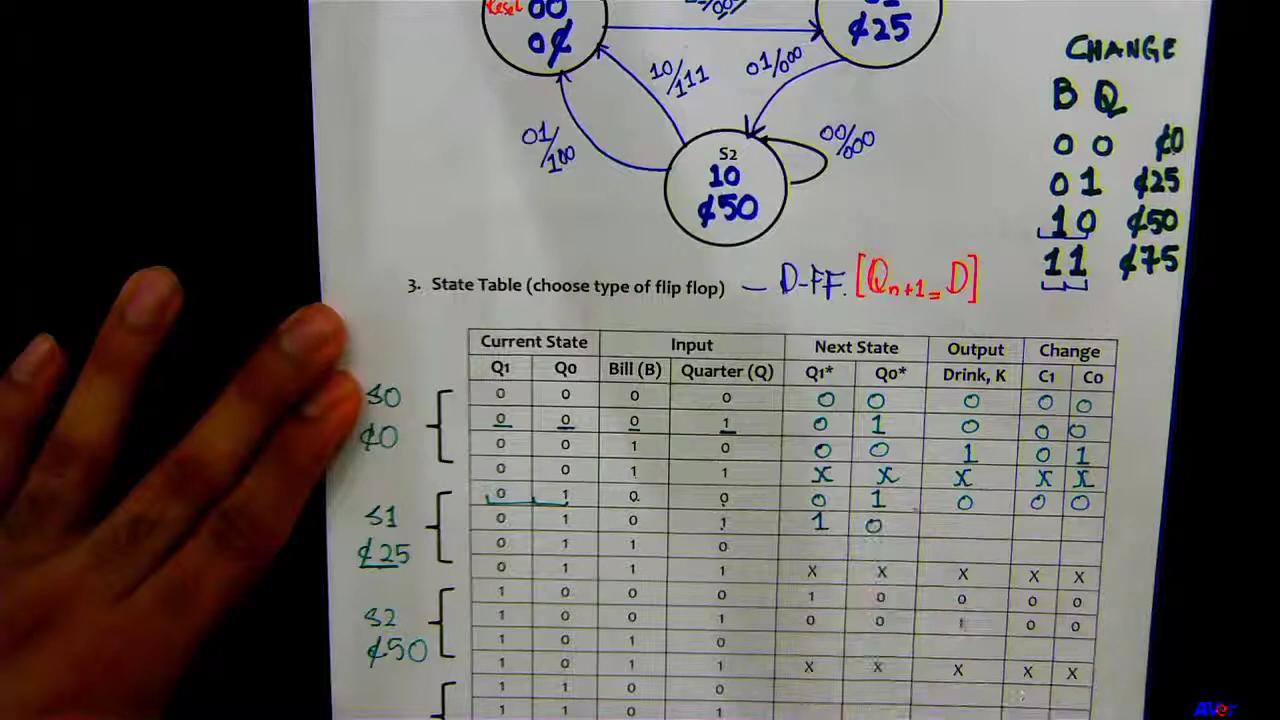 Reset 00
0¢
¢25
10/111
01/00
01/100
00/00
S2
10
¢50
CHANGE
B Q
0 0 ¢0
0 1 ¢25
10 ¢50
11 ¢75
3. State Table (choose type of flip flop) – D-FF. [Qn+1 = D]
Current State Input Next State Output Change
Q1 Q0 Bill (B) Quarter (Q) Q1* Q0* Drink, K C1 C0
S0
¢0
0 0 0 0 0 0 0 0 0
0 0 0 1 0 1 0 0 0
0 0 1 0 0 0 1 0 1
0 0 1 1 X X X X X
S1
¢25
0 1 0 0 0 1 0 0 0
0 1 0 1 1 0
0 1 1 0
0 1 1 1 X X X X X
S2
¢50
1 0 0 0 1 0 0 0 0
1 0 0 1 0 0 1 0 0
1 0 1 0
1 0 1 1 X X X X X
1 1 0 0
1 1 0 1
AVer